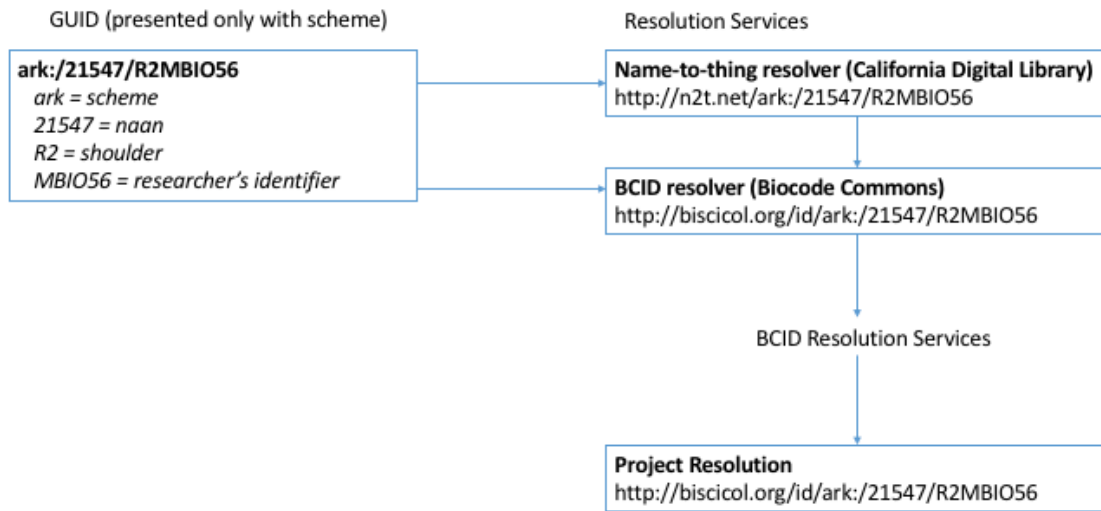 GUID (presented only with scheme)
ark:/21547/R2MBIO56
ark = scheme
21547 = naan
R2 = shoulder
MBIO56 = researcher's identifier
Resolution Services
Name-to-thing resolver (California Digital Library)
http://n2t.net/ark:/21547/R2MBIO56
BCID resolver (Biocode Commons)
http://biscicol.org/id/ark:/21547/R2MBIO56
BCID Resolution Services
Project Resolution
http://biscicol.org/id/ark:/21547/R2MBIO56